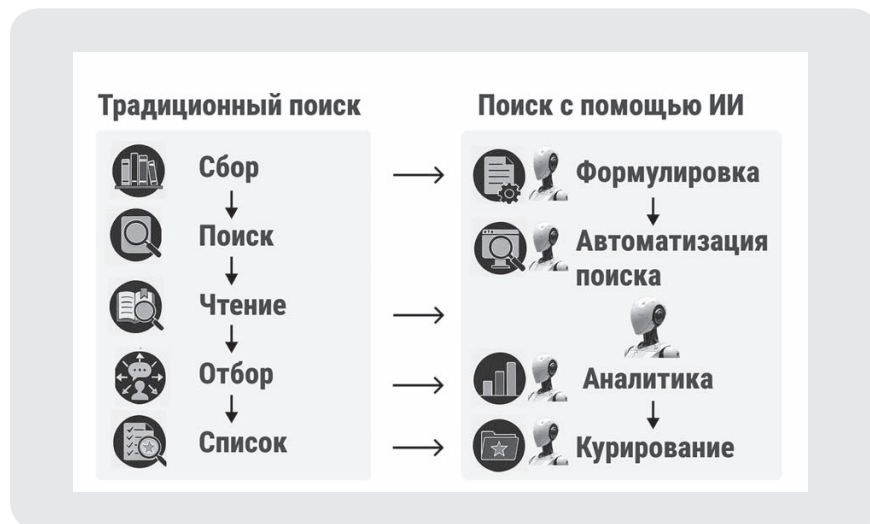 Традиционный поиск
Сбор
Поиск
Чтение
Отбор
Список
Поиск с помощью ИИ
Формулировка
Автоматизация
поиска
Аналитика
Курирование